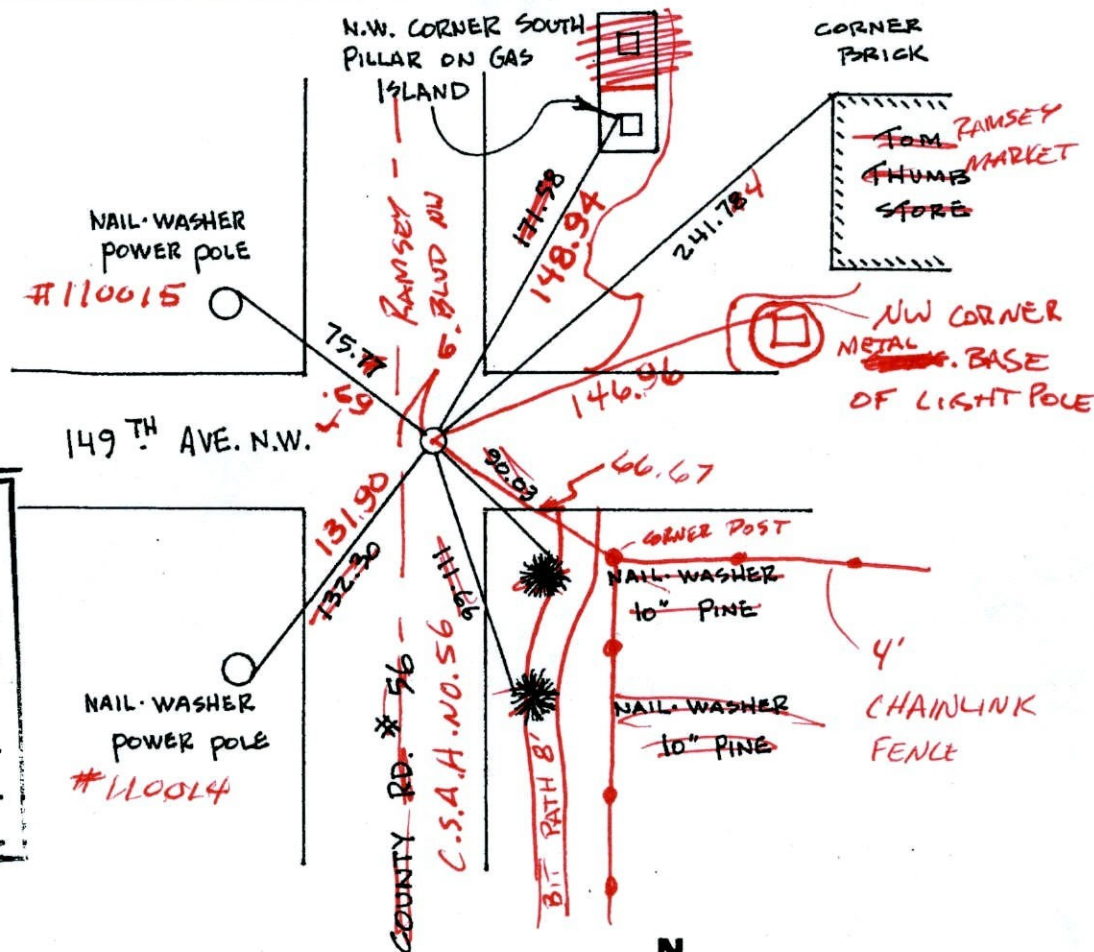 N.W. CORNER SOUTH
PILLAR ON GAS
ISLAND
CORNER
BRICK
TOM
THUMB
STORE
RAMSEY
MARKET
NAIL-WASHER
POWER POLE
#110015
RAMSEY
BLVD NW
171.58
148.94
241.784
75.77
.59
NW CORNER
METAL
BASE
OF LIGHT POLE
146.96
149TH AVE. N.W.
90.03
66.67
131.90
132.30
111.66
CORNER POST
NAIL-WASHER
10" PINE
4'
CHAINLINK
FENCE
NAIL-WASHER
10" PINE
NAIL-WASHER
POWER POLE
#110014
COUNTY RD. # 56
C.S.A.H. NO. 56
BIT PATH 8'
N